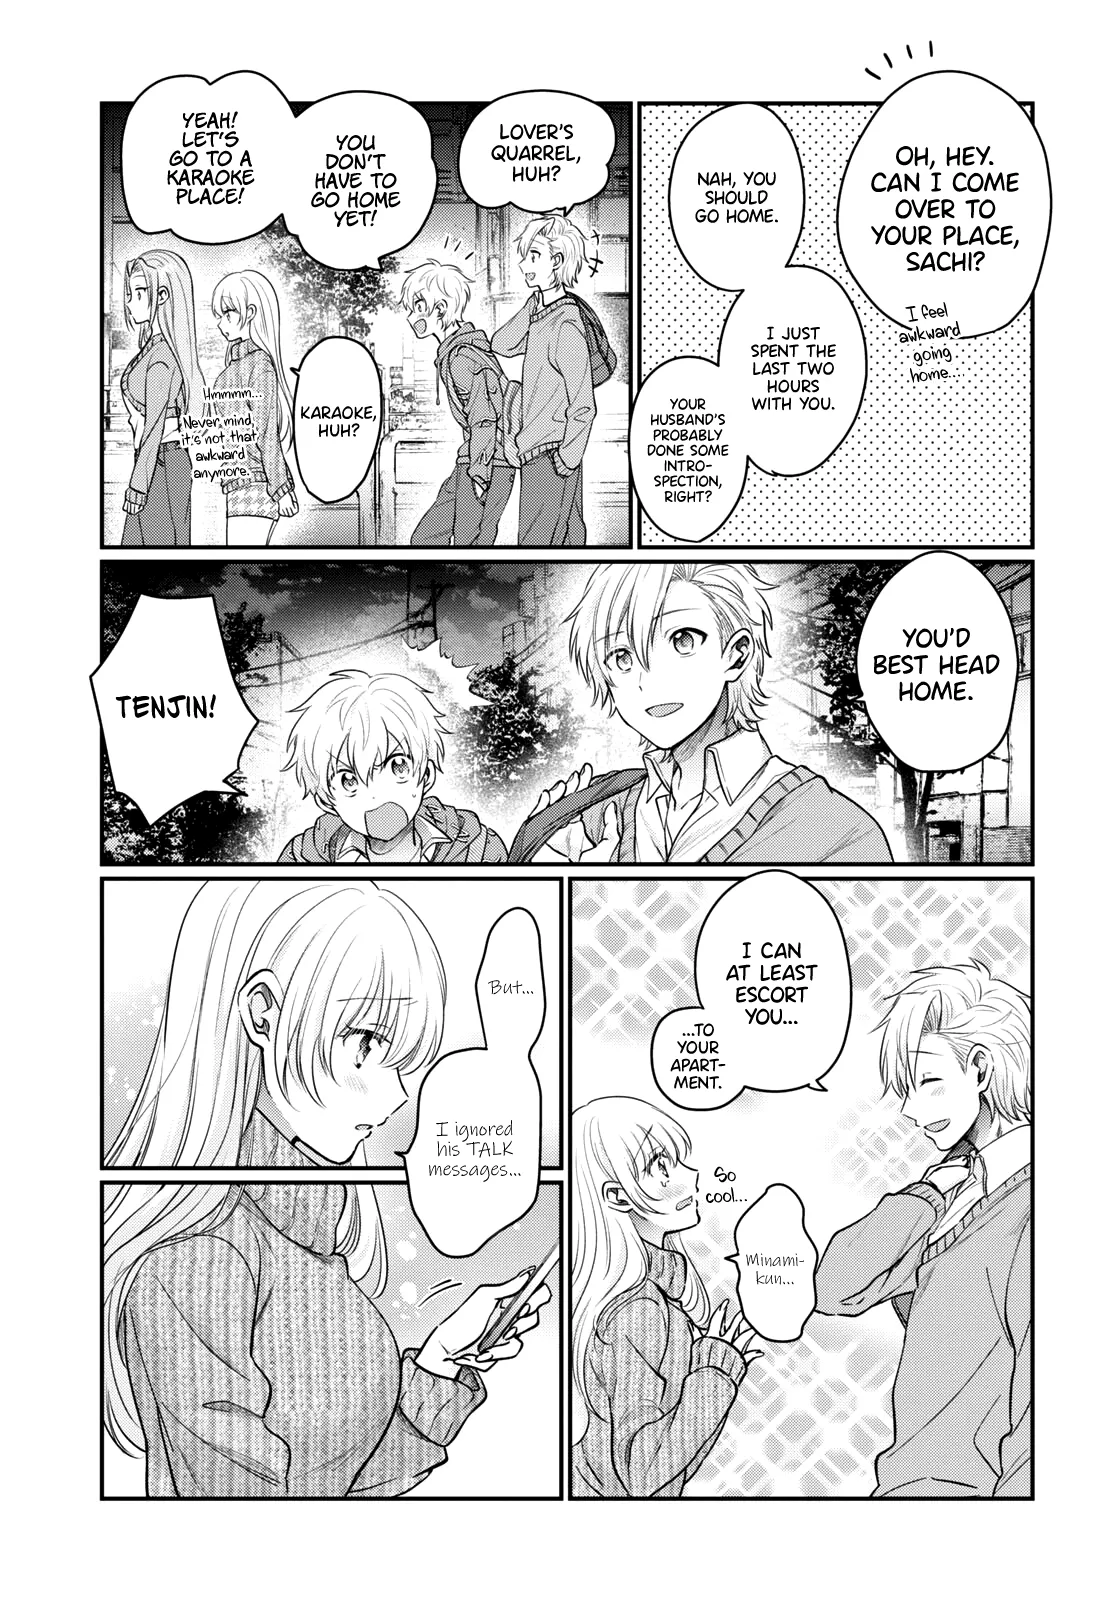 OH, HEY.
CAN I COME
OVER TO
YOUR PLACE,
SACHI?
I feel
awkward
going
home...
NAH, YOU
SHOULD
GO HOME.
I JUST
SPENT THE
LAST TWO
HOURS
WITH YOU.
YOUR
HUSBAND'S
PROBABLY
DONE SOME
INTRO-
SPECTION,
RIGHT?
LOVER'S
QUARREL,
HUH?
YOU
DON'T
HAVE TO
GO HOME
YET!
YEAH!
LET'S
GO TO A
KARAOKE
PLACE!
KARAOKE,
HUH?
Hmmmm...
Never mind,
it's not that
awkward
anymore.
YOU'D
BEST HEAD
HOME.
TENJIN!
I CAN
AT LEAST
ESCORT
YOU...
...TO
YOUR
APART-
MENT.
So
cool...
Minami-
kun...
But...
I ignored
his TALK
messages...